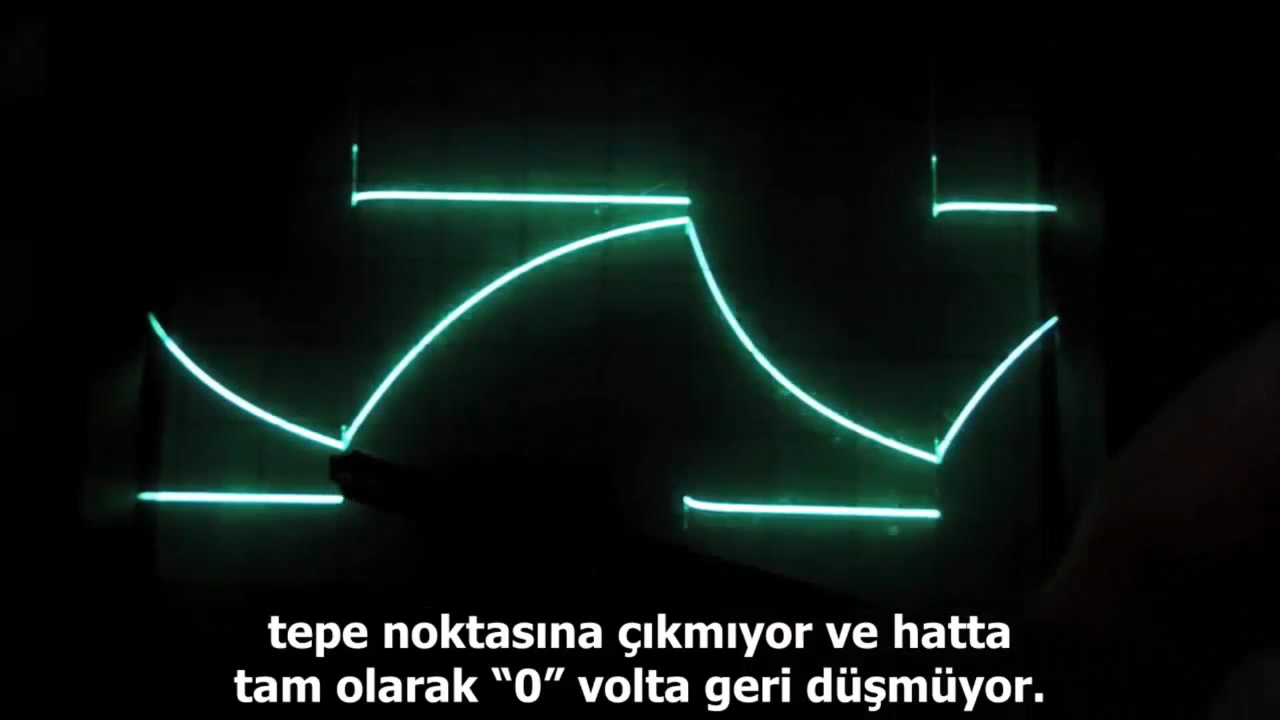 tepe noktasına çıkmıyor ve hatta
tam olarak “0” volta geri düşmüyor.